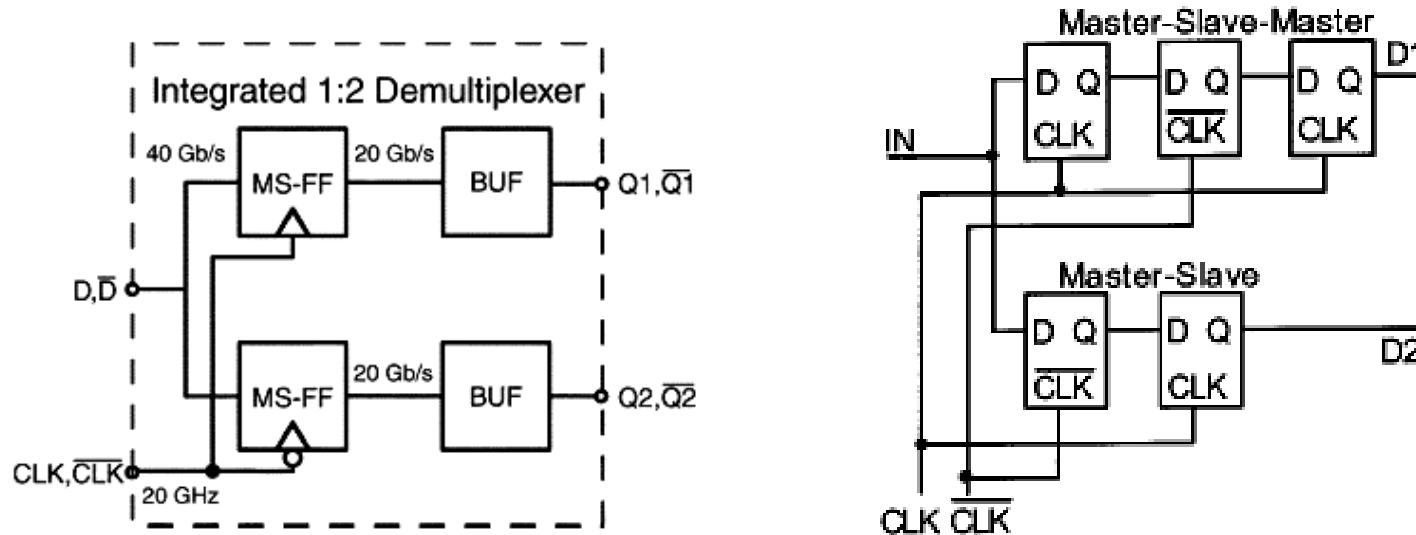 Integrated 1:2 Demultiplexer
40 Gb/s
20 Gb/s
MS-FF
BUF
Q1,Q̅1̅
D,D̅
20 Gb/s
MS-FF
BUF
Q2,Q̅2̅
CLK,C̅L̅K̅
20 GHz
Master-Slave-Master
D1
D Q
D Q
D Q
CLK
C̅L̅K̅
CLK
IN
Master-Slave
D Q
D Q
D2
C̅L̅K̅
CLK
CLK C̅L̅K̅